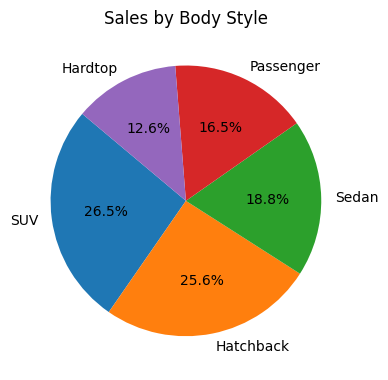 Sales by Body Style
Hardtop
Passenger
12.6%
16.5%
Sedan
18.8%
SUV
26.5%
25.6%
Hatchback